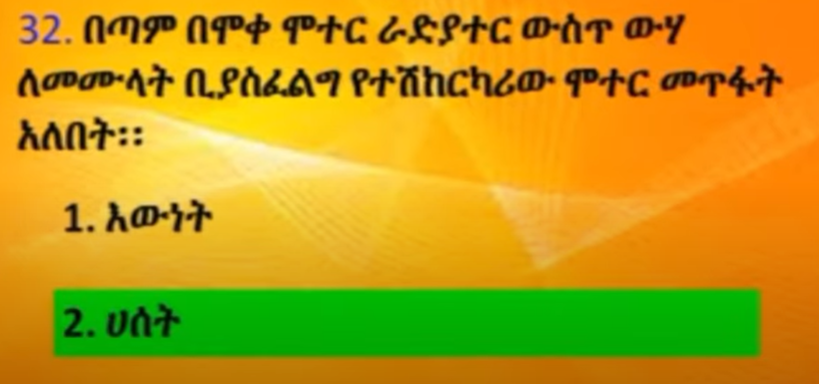 32. በጣም በሞቀ ሞተር ራድያተር ውስጥ ውሃ
ለመሙላት ቢያስፈልግ የተሽከርካሪው ሞተር መጥፋት
አለበት፡፡
1. እውነት
2. ሀሰት